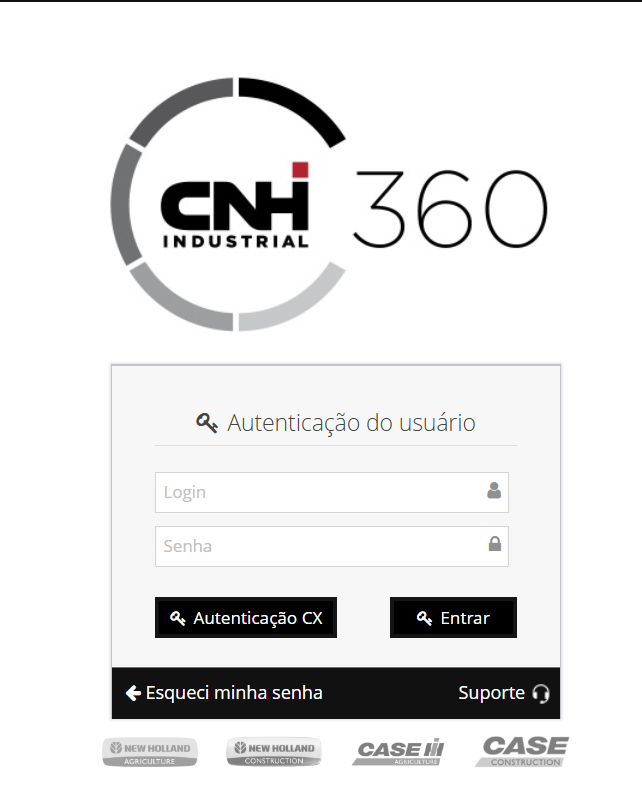 CNH
INDUSTRIAL
360
Autenticação do usuário
Login
Senha
Autenticação CX
Entrar
Esqueci minha senha
Suporte
NEW HOLLAND
AGRICULTURE
NEW HOLLAND
CONSTRUCTION
CASE IH
AGRICULTURE
CASE
CONSTRUCTION